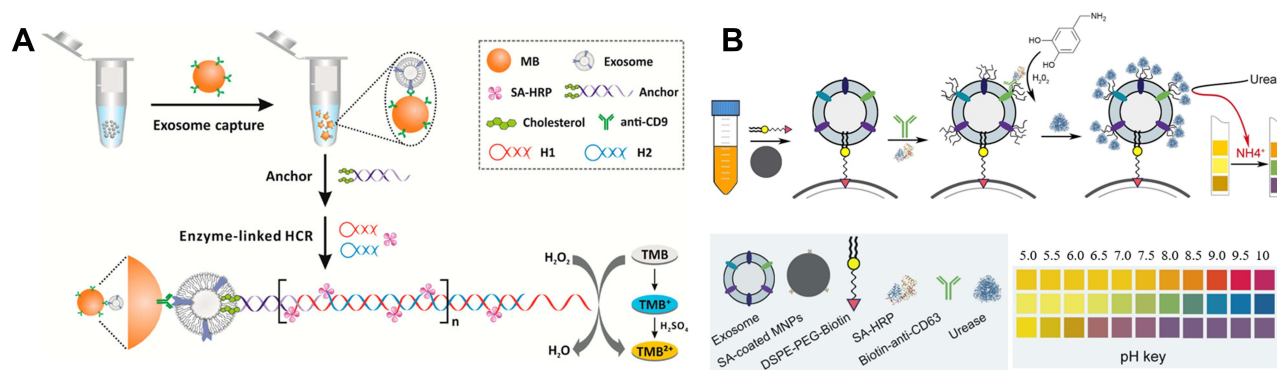 A
Exosome capture
MB
Exosome
SA-HRP
Anchor
Cholesterol
anti-CD9
H1
H2
Anchor
Enzyme-linked HCR
n
H₂O₂
TMB
TMB⁺
H₂SO₄
H₂O
TMB²⁺
B
NH₂
HO
HO
H₂O₂
Urea
NH4⁺
Exosome
SA-coated MNPs
DSPE-PEG-Biotin
SA-HRP
Biotin-anti-CD63
Urease
5.0 5.5 6.0 6.5 7.0 7.5 8.0 8.5 9.0 9.5 10
pH key